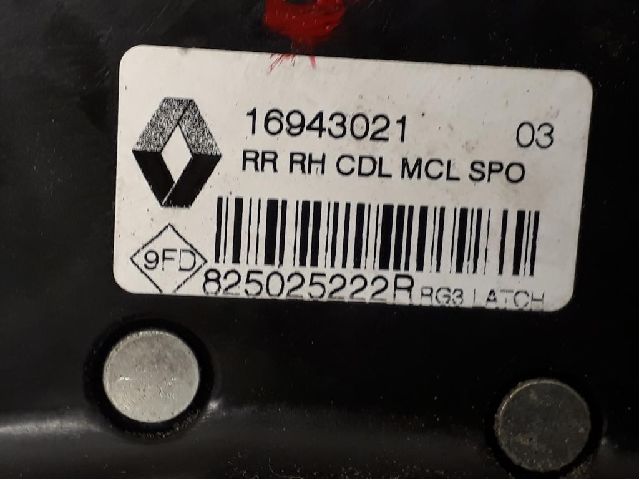 16943021 03
RR RH CDL MCL SPO
9FD
825025222R RG3 LATCH